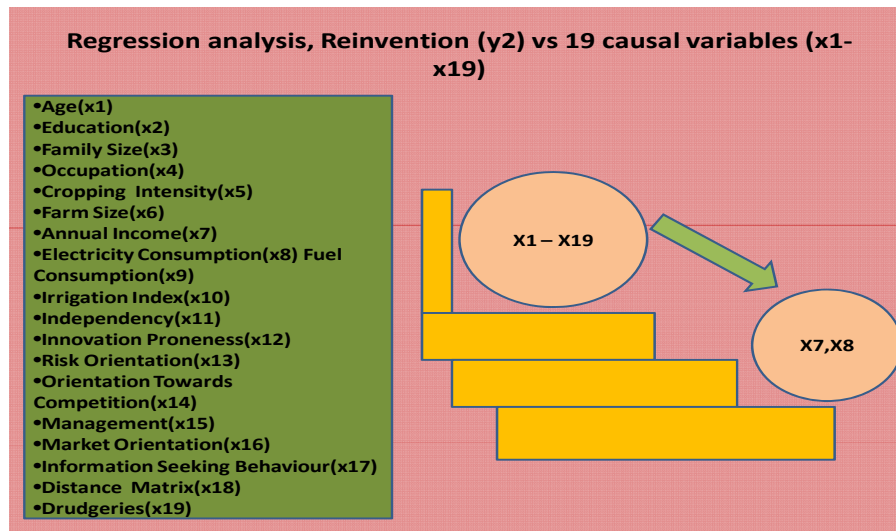 Regression analysis, Reinvention (y2) vs 19 causal variables (x1-
x19)
•Age(x1)
•Education(x2)
•Family Size(x3)
•Occupation(x4)
•Cropping Intensity(x5)
•Farm Size(x6)
•Annual Income(x7)
•Electricity Consumption(x8) Fuel
Consumption(x9)
•Irrigation Index(x10)
•Independency(x11)
•Innovation Proneness(x12)
•Risk Orientation(x13)
•Orientation Towards
Competition(x14)
•Management(x15)
•Market Orientation(x16)
•Information Seeking Behaviour(x17)
•Distance Matrix(x18)
•Drudgeries(x19)
X1 – X19
X7,X8